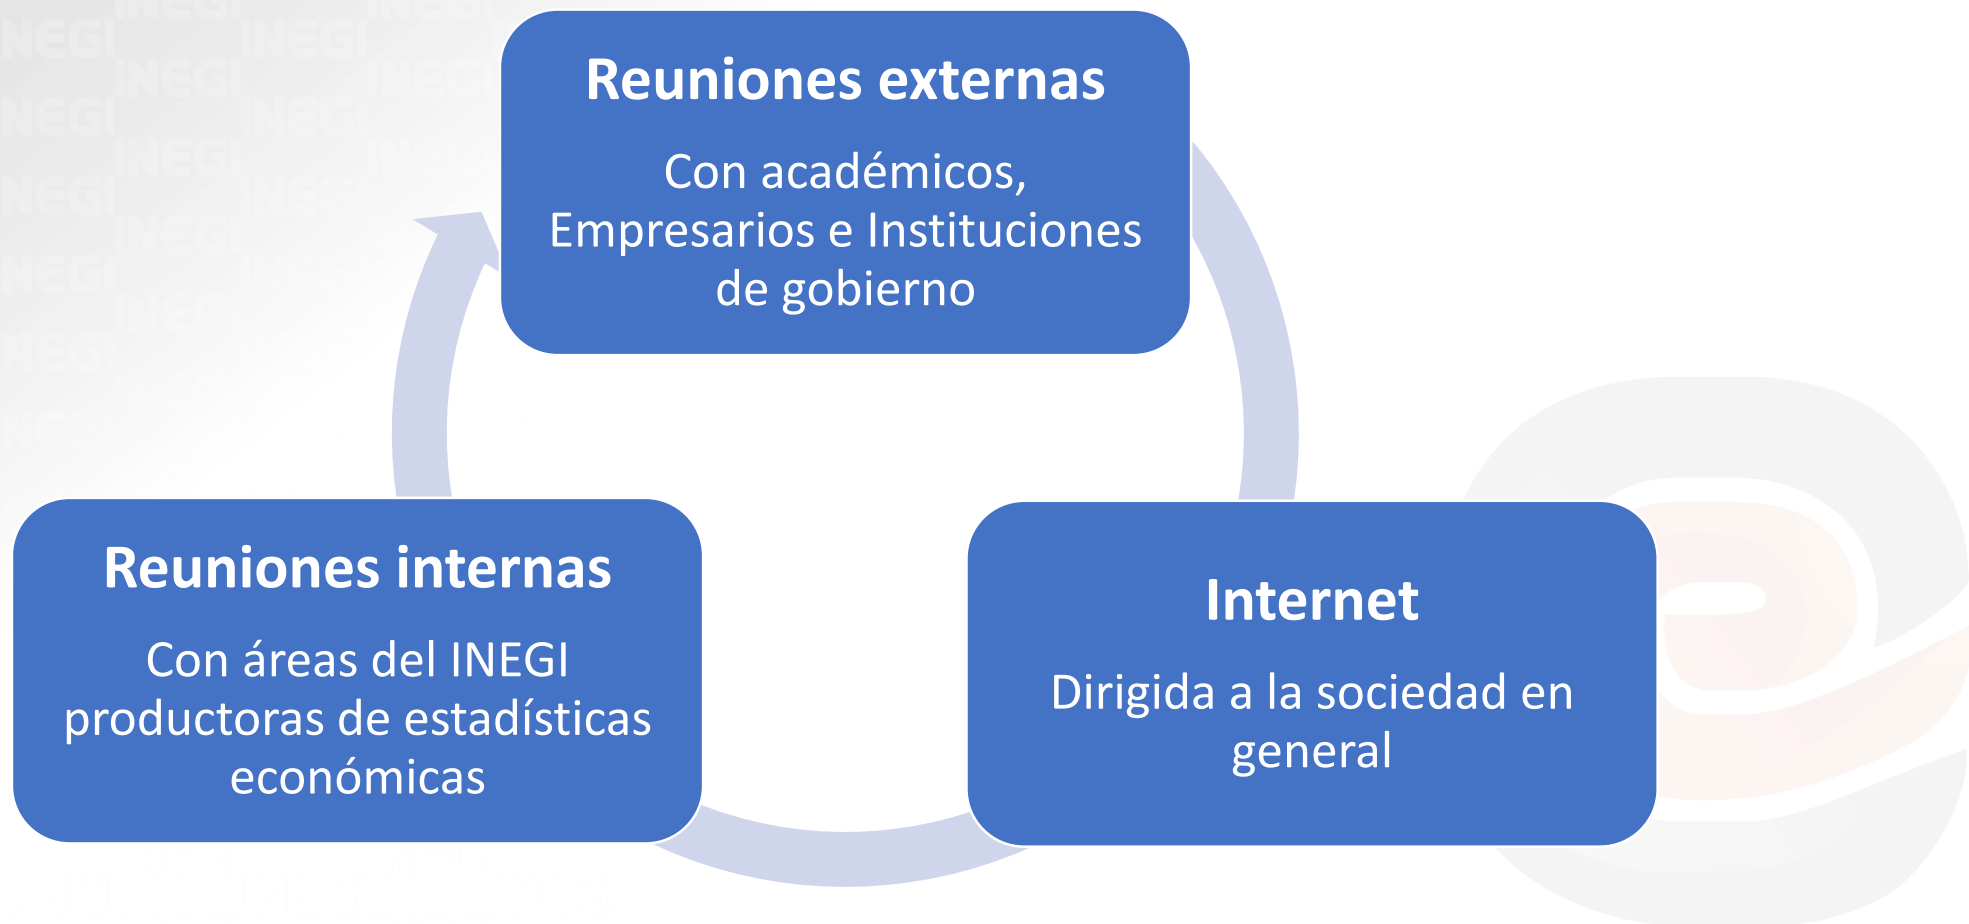 Reuniones externas
Con académicos,
Empresarios e Instituciones
de gobierno
Reuniones internas
Con áreas del INEGI
productoras de estadísticas
económicas
Internet
Dirigida a la sociedad en
general